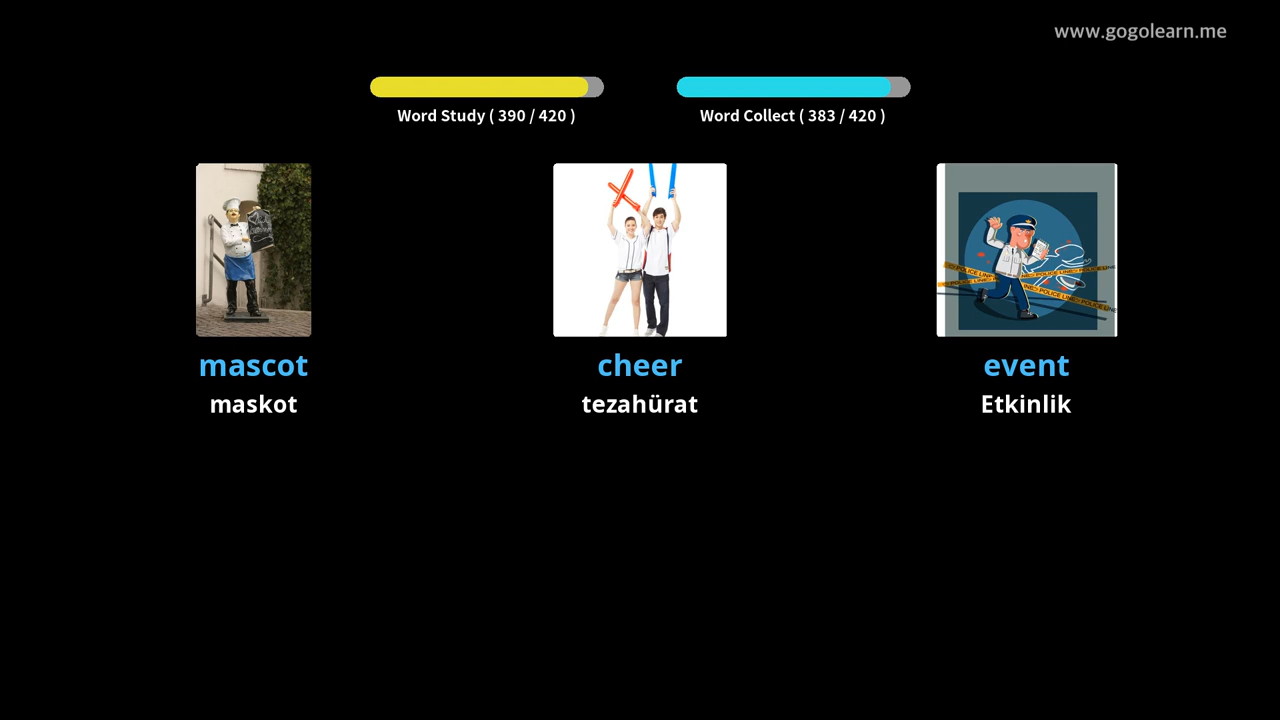 www.gogolearn.me
Word Study ( 390 / 420 )
Word Collect ( 383 / 420 )
mascot
cheer
event
maskot
tezahürat
Etkinlik